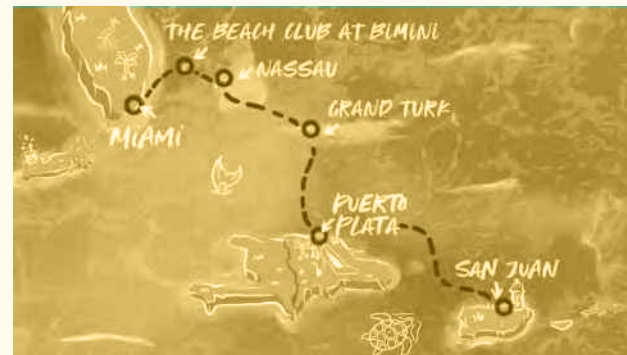 THE BEACH CLUB AT BIMINI
NASSAU
MIAMI
GRAND TURK
PUERTO
PLATA
SAN JUAN